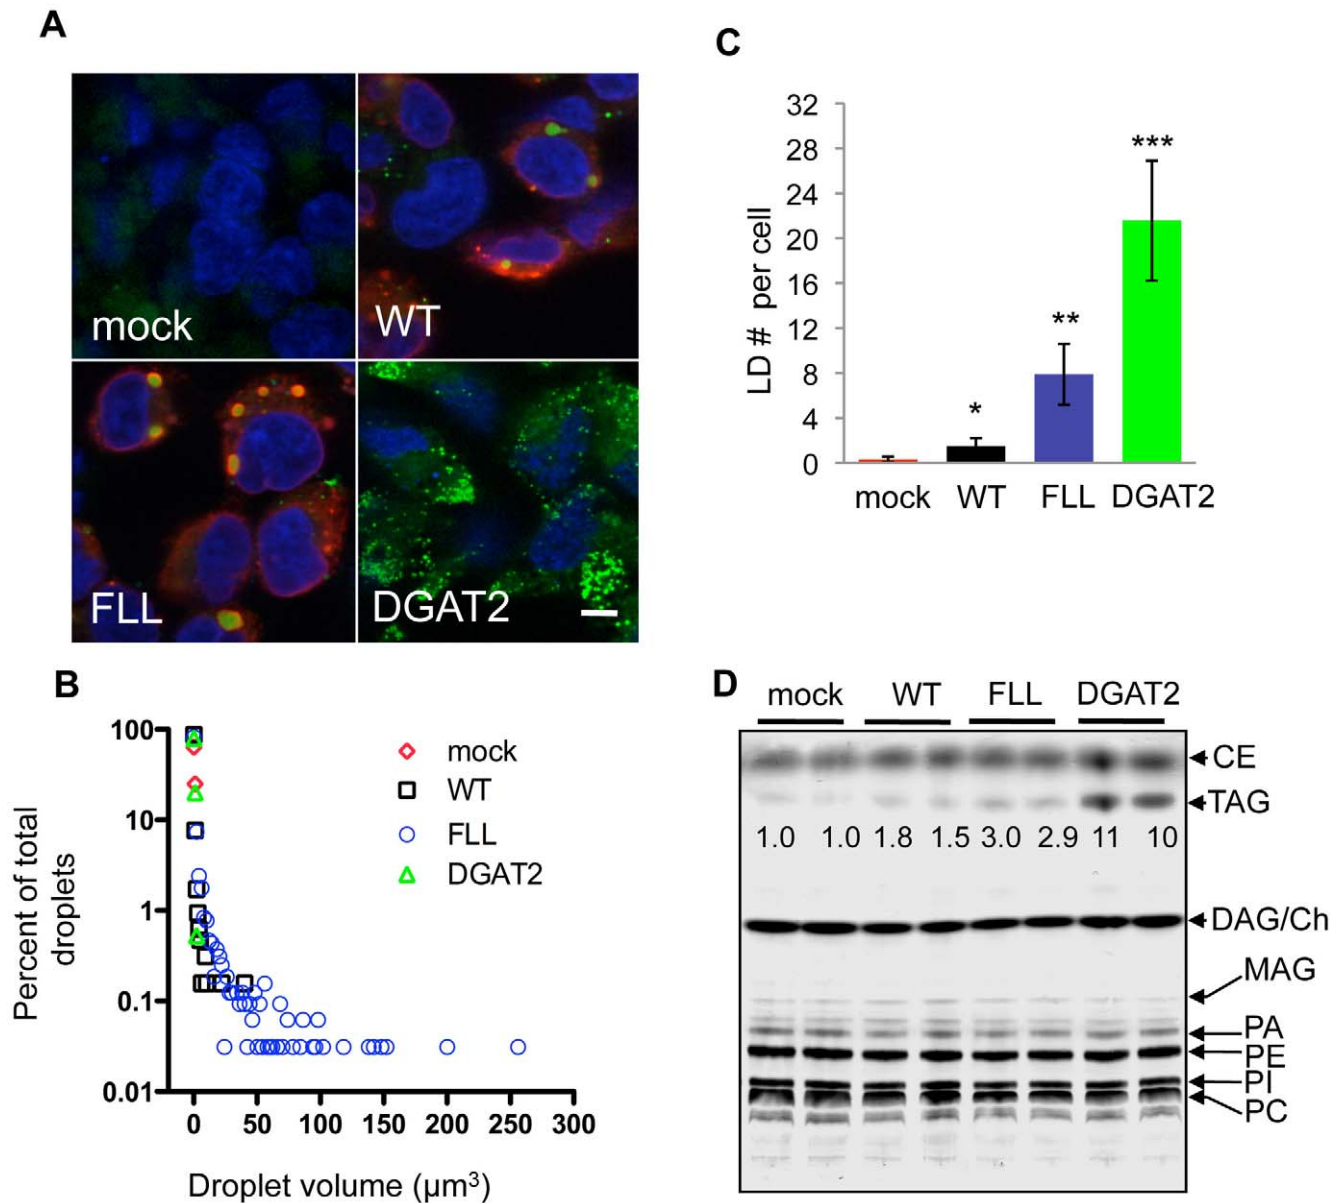 A
mock
WT
FLL
DGAT2
B
Percent of total
droplets
100
10
1
0.1
0.01
0
50
100
150
200
250
300
Droplet volume (µm³)
mock
WT
FLL
DGAT2
C
LD # per cell
32
28
24
20
16
12
8
4
0
*
**
***
mock WT FLL DGAT2
D
mock WT FLL DGAT2
1.0 1.0 1.8 1.5 3.0 2.9 11 10
CE
TAG
DAG/Ch
MAG
PA
PE
PI
PC